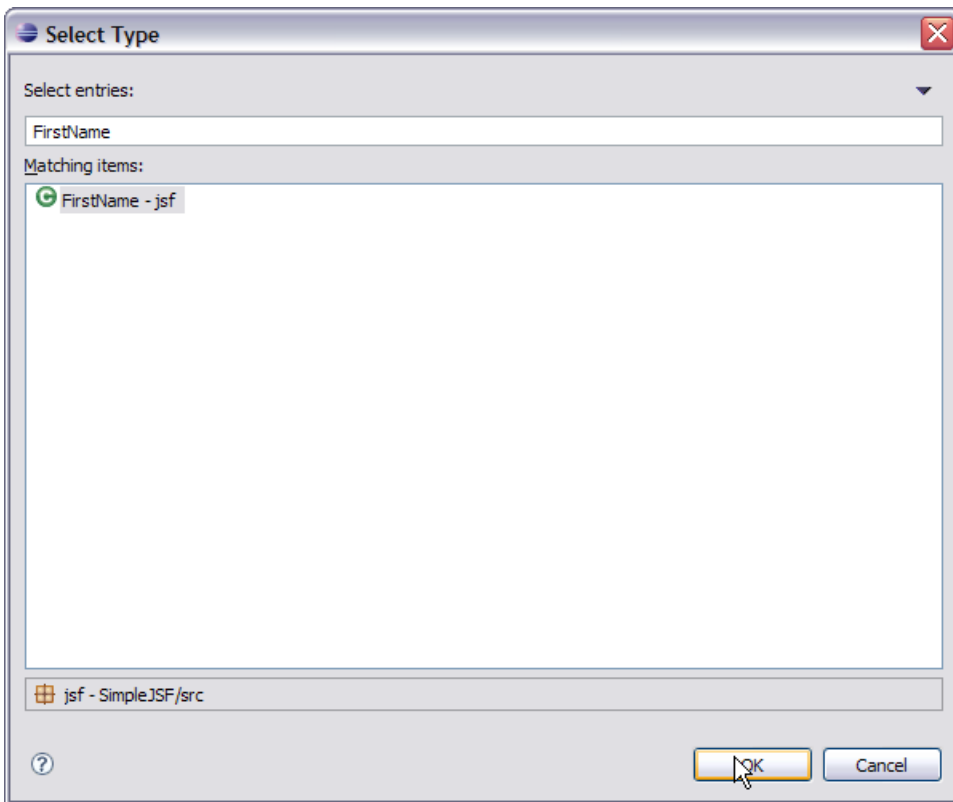 Select Type
Select entries:
FirstName
Matching items:
FirstName - jsf
jsf - SimpleJSF/src
OK Cancel